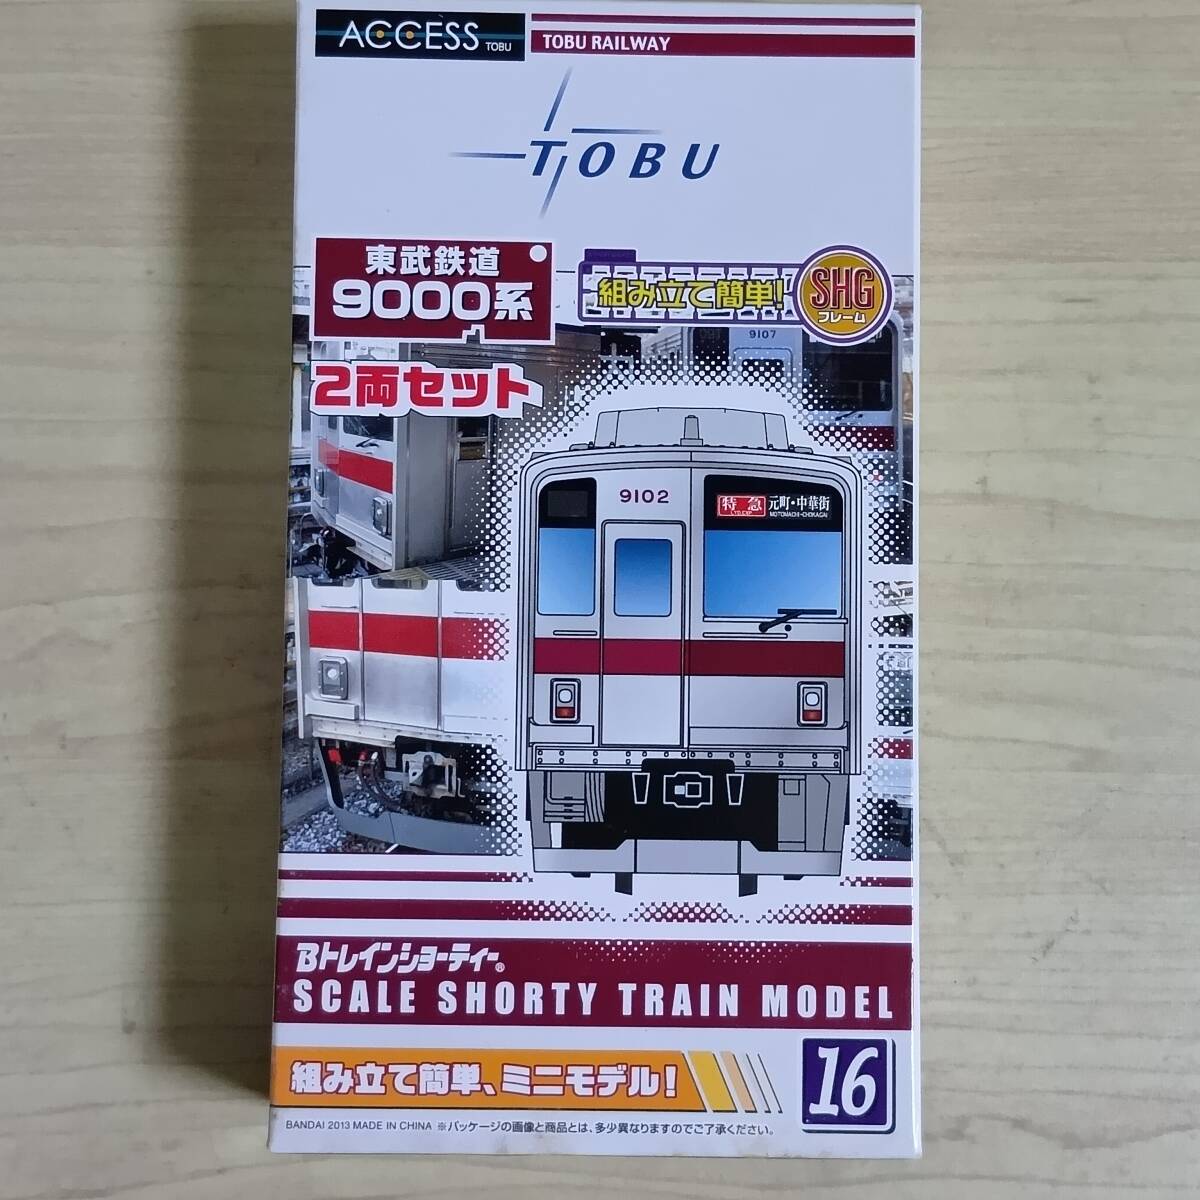 ACCESS TOBU
TOBU RAILWAY
TOBU
東武鉄道
9000系
組み立て簡単!
SHG
フレーム
2両セット
9107
9102
特急 元町・中華街
LTD.EXP MOTOMACHI-CHUKAGAI
Bトレインショーティー®
SCALE SHORTY TRAIN MODEL
組み立て簡単、ミニモデル!
16
BANDAI 2013 MADE IN CHINA ※パッケージの画像と商品とは、多少異なりますのでご了承ください。